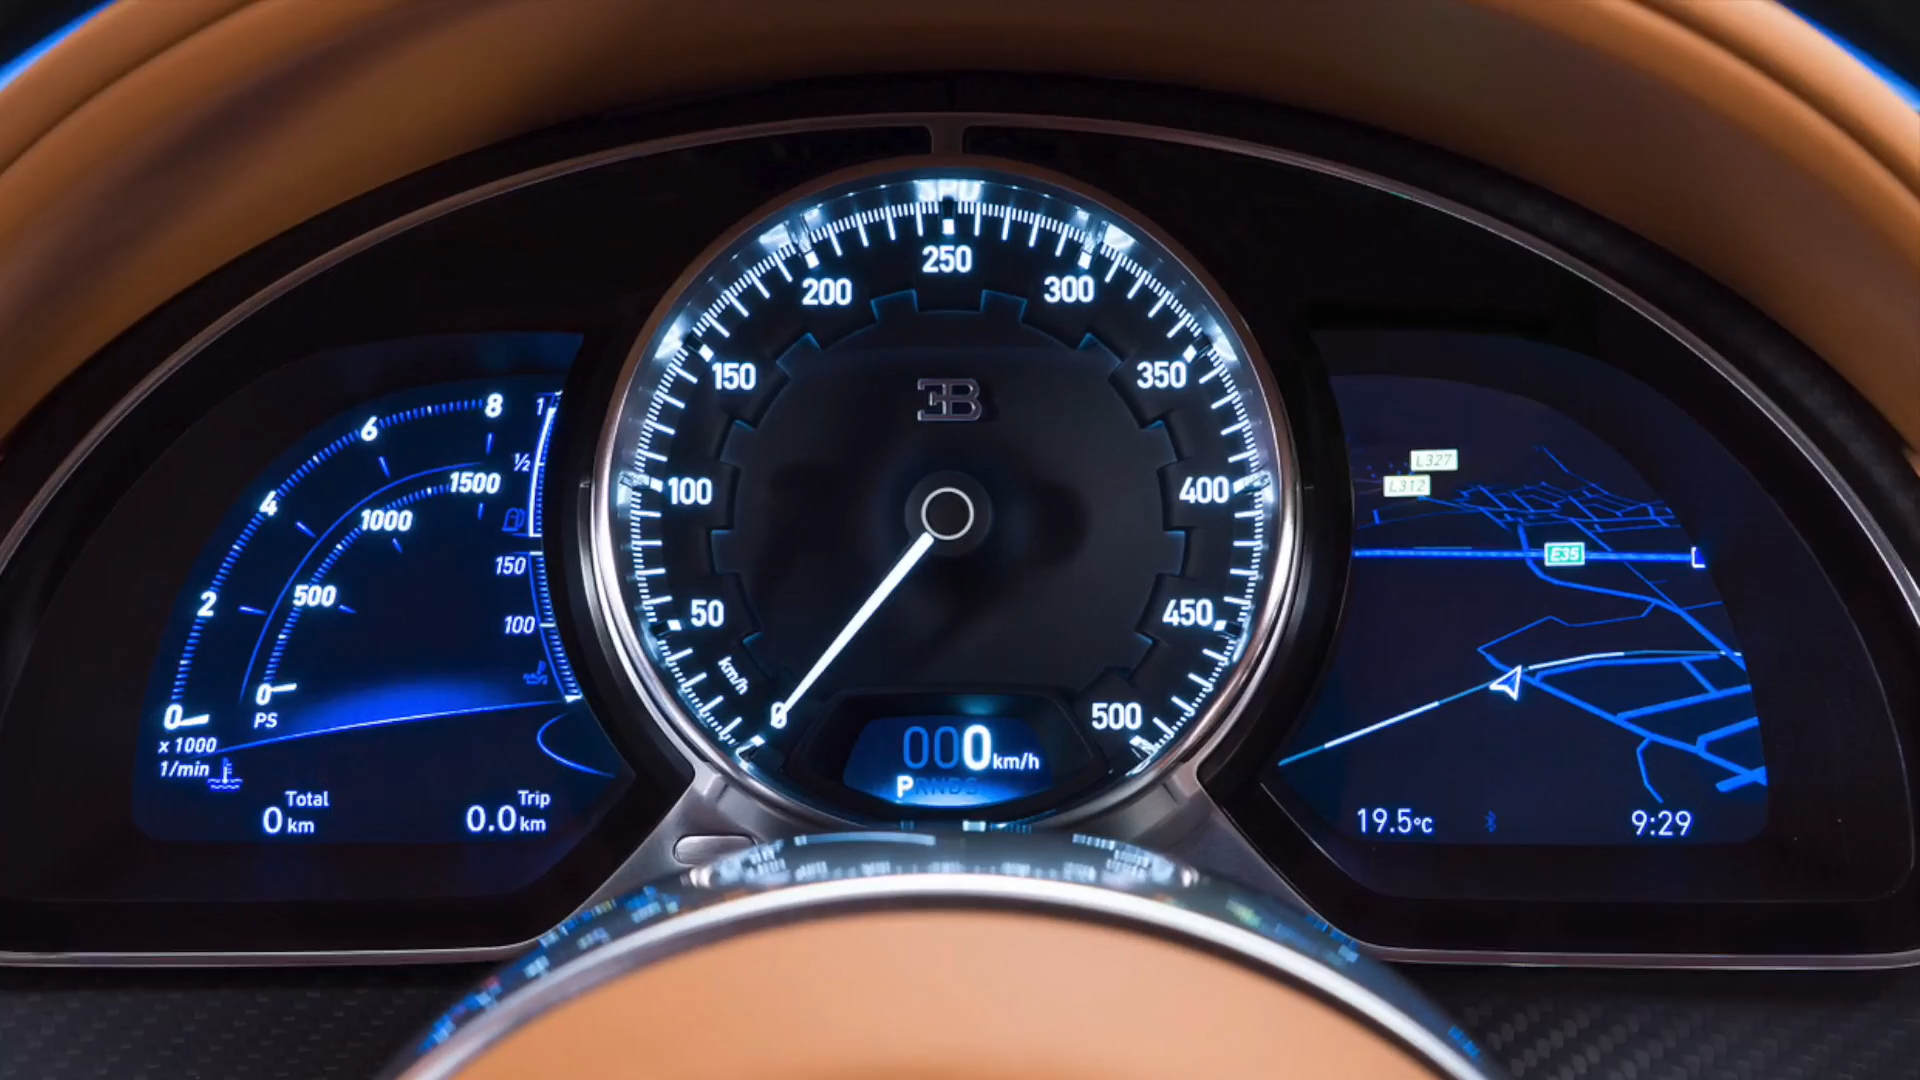 8
6
4
2
0
x 1000
1/min
1500
1000
500
0
PS
1
½
150
100
Total
0 km
Trip
0.0 km
250
200
300
150
350
100
400
50
450
km/h
0
500
EB
000 km/h
PRNDS
L327
L312
E35
19.5°C
9:29